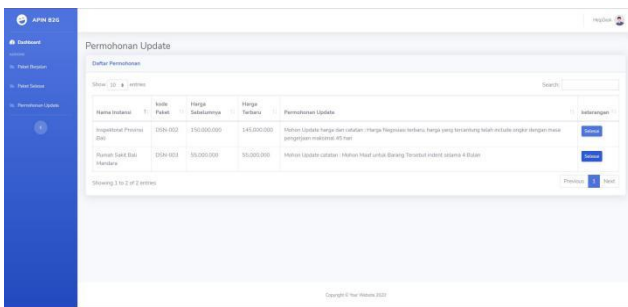 APIN B2G
Helpdesk
Dashboard
Paket Berjalan
Paket Selesai
Permohonan Update
Permohonan Update
Daftar Permohonan
Show 10 entries
Search:
Nama Instansi
kode Paket
Harga Sebelumnya
Harga Terbaru
Permohonan Update
keterangan
Inspektorat Provinsi Bali
DSN-002
150.000.000
145.000.000
Mohon Update harga dan catatan : Harga Negosiasi terbaru, harga yang tercantum telah include ongkir dengan masa
pengerjaan maksimal 45 hari
Selesai
Rumah Sakit Bali Mandara
DSN-003
55.000.000
55.000.000
Mohon Update catatan : Mohon Maaf untuk Barang Tersebut indent selama 4 Bulan
Selesai
Showing 1 to 2 of 2 entries
Previous 1 Next
Copyright © Your Website 2020